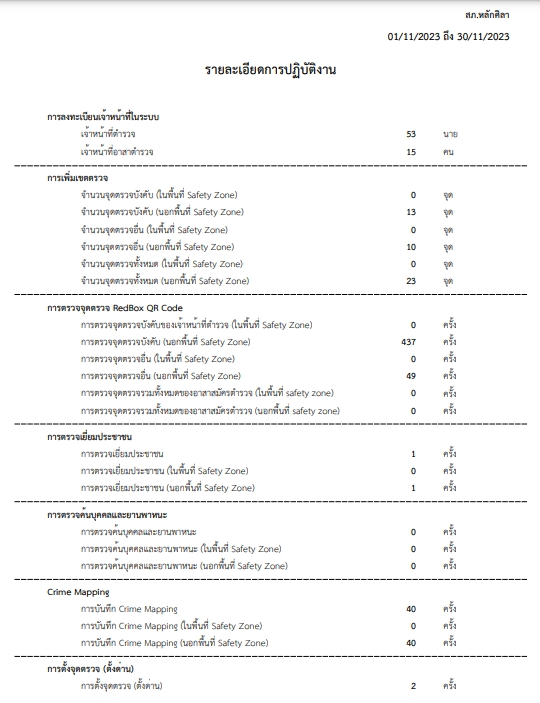 สภ.หลักศิลา
01/11/2023 ถึง 30/11/2023
รายละเอียดการปฏิบัติงาน
การลงทะเบียนเจ้าหน้าที่ในระบบ
เจ้าหน้าที่ตำรวจ 53 นาย
เจ้าหน้าที่อาสาตำรวจ 15 คน
การเพิ่มเขตตรวจ
จำนวนจุดตรวจบังคับ (ในพื้นที่ Safety Zone) 0 จุด
จำนวนจุดตรวจบังคับ (นอกพื้นที่ Safety Zone) 13 จุด
จำนวนจุดตรวจอื่น (ในพื้นที่ Safety Zone) 0 จุด
จำนวนจุดตรวจอื่น (นอกพื้นที่ Safety Zone) 10 จุด
จำนวนจุดตรวจทั้งหมด (ในพื้นที่ Safety Zone) 0 จุด
จำนวนจุดตรวจทั้งหมด (นอกพื้นที่ Safety Zone) 23 จุด
การตรวจจุดตรวจ RedBox QR Code
การตรวจจุดตรวจบังคับของเจ้าหน้าที่ตำรวจ (ในพื้นที่ Safety Zone) 0 ครั้ง
การตรวจจุดตรวจบังคับ (นอกพื้นที่ Safety Zone) 437 ครั้ง
การตรวจจุดตรวจอื่น (ในพื้นที่ Safety Zone) 0 ครั้ง
การตรวจจุดตรวจอื่น (นอกพื้นที่ Safety Zone) 49 ครั้ง
การตรวจจุดตรวจรวมทั้งหมดของอาสาสมัครตำรวจ (ในพื้นที่ safety zone) 0 ครั้ง
การตรวจจุดตรวจรวมทั้งหมดของอาสาสมัครตำรวจ (นอกพื้นที่ safety zone) 0 ครั้ง
การตรวจเยี่ยมประชาชน
การตรวจเยี่ยมประชาชน 1 ครั้ง
การตรวจเยี่ยมประชาชน (ในพื้นที่ Safety Zone) 0 ครั้ง
การตรวจเยี่ยมประชาชน (นอกพื้นที่ Safety Zone) 1 ครั้ง
การตรวจค้นบุคคลและยานพาหนะ
การตรวจค้นบุคคลและยานพาหนะ 0 ครั้ง
การตรวจค้นบุคคลและยานพาหนะ (ในพื้นที่ Safety Zone) 0 ครั้ง
การตรวจค้นบุคคลและยานพาหนะ (นอกพื้นที่ Safety Zone) 0 ครั้ง
Crime Mapping
การบันทึก Crime Mapping 40 ครั้ง
การบันทึก Crime Mapping (ในพื้นที่ Safety Zone) 0 ครั้ง
การบันทึก Crime Mapping (นอกพื้นที่ Safety Zone) 40 ครั้ง
การตั้งจุดตรวจ (ตั้งด่าน)
การตั้งจุดตรวจ (ตั้งด่าน) 2 ครั้ง